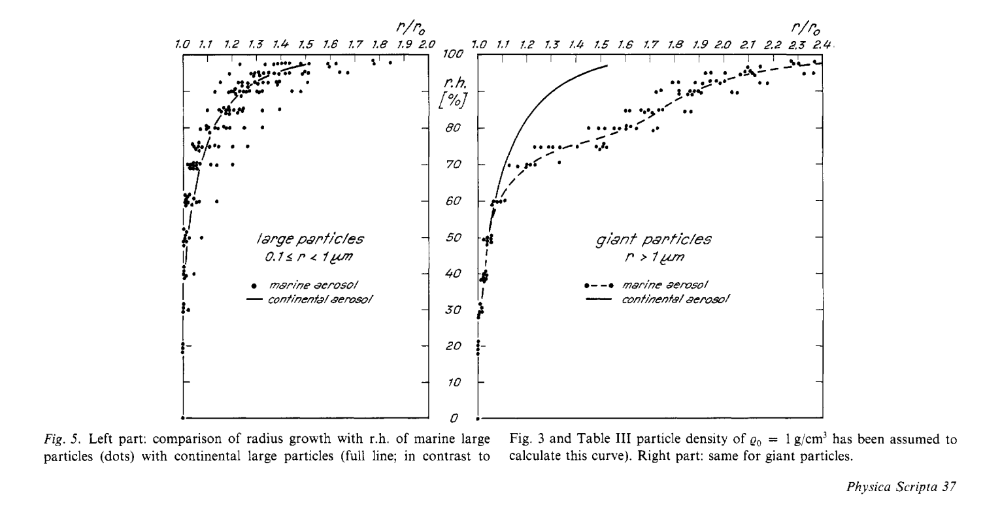 r/r₀
r/r₀
1.0 1.1 1.2 1.3 1.4 1.5 1.6 1.7 1.8 1.9 2.0
1.0 1.1 1.2 1.3 1.4 1.5 1.6 1.7 1.8 1.9 2.0 2.1 2.2 2.3 2.4
100
r.h.
[%]
80
70
60
50
40
30
20
10
0
large particles
0.1 ≤ r < 1 μm
• marine aerosol
— continental aerosol
giant particles
r > 1 μm
•--• marine aerosol
— continental aerosol
Fig. 5. Left part: comparison of radius growth with r.h. of marine large
particles (dots) with continental large particles (full line; in contrast to
Fig. 3 and Table III particle density of ϱ₀ = 1 g/cm³ has been assumed to
calculate this curve). Right part: same for giant particles.
Physica Scripta 37